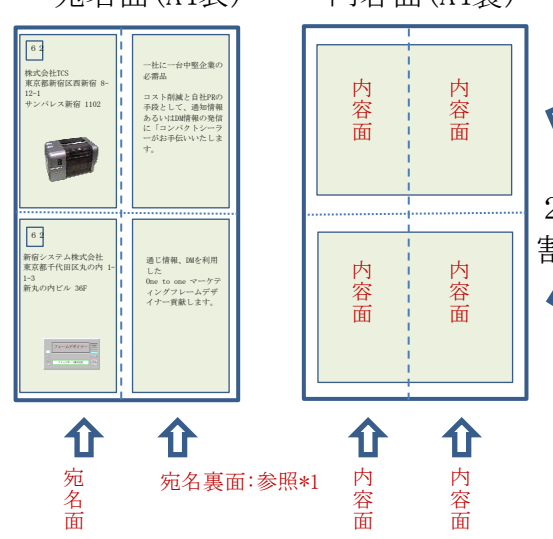 宛名面(A4表)
内容面(A4裏)
62
株式会社TCS
東京都新宿区西新宿 8-
12-1
サンパレス新宿 1102
一社に一台中堅企業の
必需品
コスト削減と自社PRの
手段として、通知情報
あるいはDM情報の発信
に「コンパクトシーラ
ーがお手伝いいたしま
す。
62
新宿システム株式会社
東京都千代田区丸の内 1-
1-3
新丸の内ビル 36F
フレームデザイナー
通じ情報、DMを利用
した
One to one マーケテ
ィングフレームデザ
イナー貢献します。
内容面
内容面
内容面
内容面
2
割
宛名面
宛名裏面:参照*1
内容面
内容面